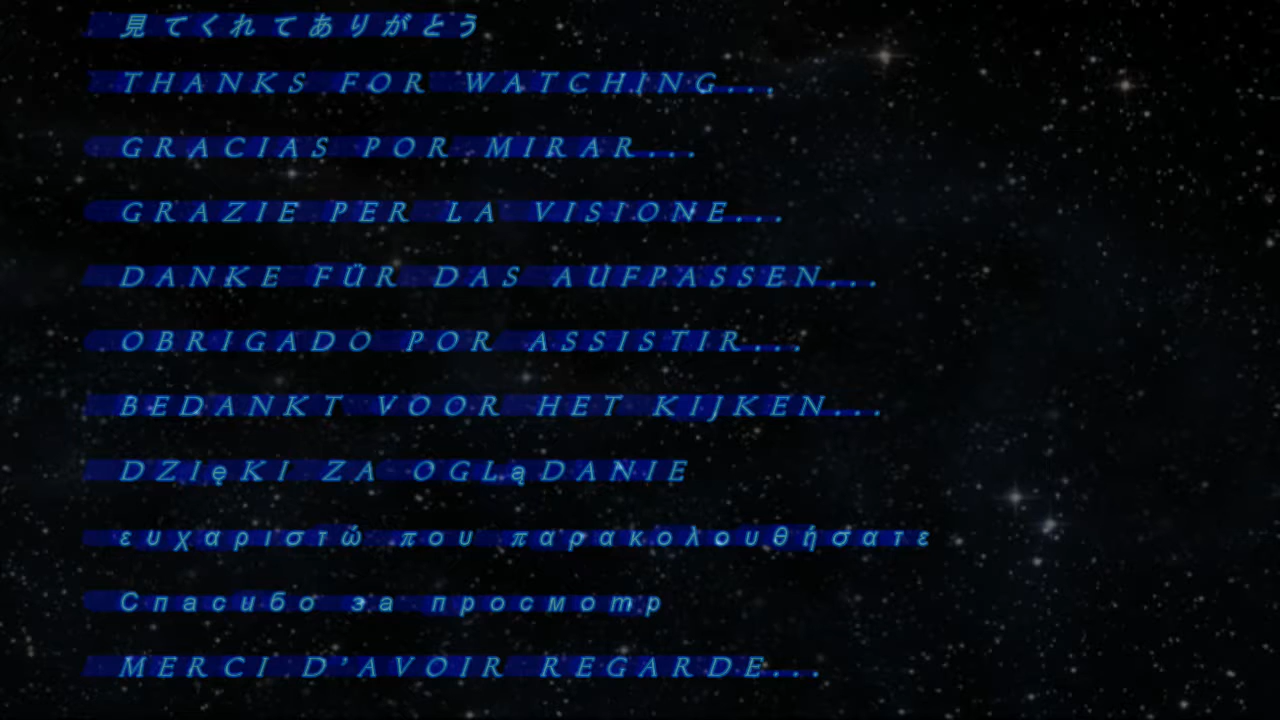 見てくれてありがとう
THANKS FOR WATCHING...
GRACIAS POR MIRAR...
GRAZIE PER LA VISIONE...
DANKE FÜR DAS AUFPASSEN...
OBRIGADO POR ASSISTIR...
BEDANKT VOOR HET KIJKEN...
DZIęKI ZA OGLąDANIE
ευχαριστώ που παρακολουθήσατε
Спасибо за просмотр
MERCI D'AVOIR REGARDE...